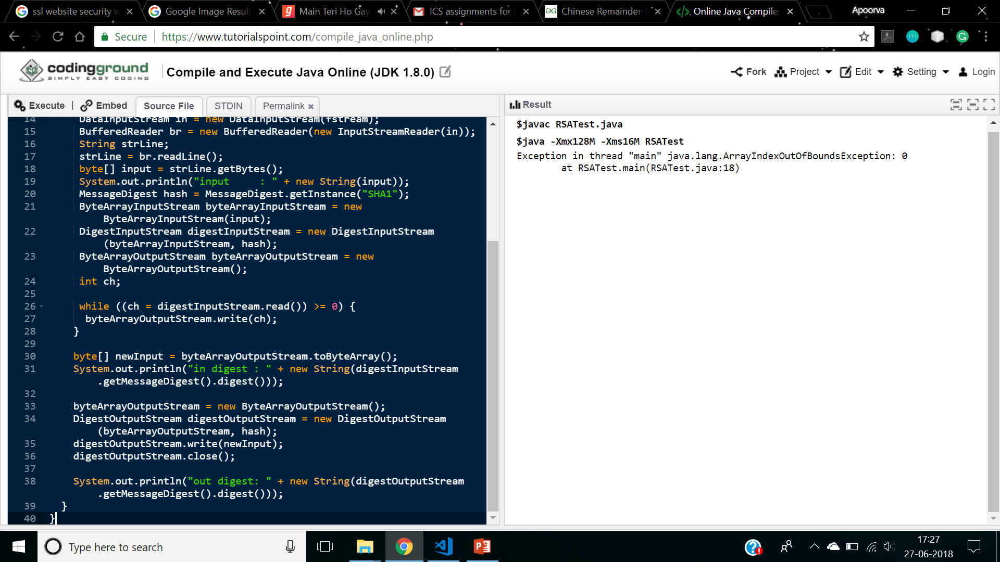 ssl website security w
Google Image Result
Main Teri Ho Gay
ICS assignments for
Chinese Remainder-T
Online Java Compile
Apoorva
Secure
https://www.tutorialspoint.com/compile_java_online.php
codingground
SIMPLY EASY CODING
Compile and Execute Java Online (JDK 1.8.0)
Fork
Project
Edit
Setting
Login
Execute | Embed
Source File
STDIN
Permalink ×
Result
14 DataInputStream in = new DataInputStream(fstream);
15 BufferedReader br = new BufferedReader(new InputStreamReader(in));
16 String strLine;
17 strLine = br.readLine();
18 byte[] input = strLine.getBytes();
19 System.out.println("input     : " + new String(input));
20 MessageDigest hash = MessageDigest.getInstance("SHA1");
21 ByteArrayInputStream byteArrayInputStream = new
ByteArrayInputStream(input);
22 DigestInputStream digestInputStream = new DigestInputStream
(byteArrayInputStream, hash);
23 ByteArrayOutputStream byteArrayOutputStream = new
ByteArrayOutputStream();
24 int ch;
25
26 while ((ch = digestInputStream.read()) >= 0) {
27 byteArrayOutputStream.write(ch);
28 }
29
30 byte[] newInput = byteArrayOutputStream.toByteArray();
31 System.out.println("in digest : " + new String(digestInputStream
.getMessageDigest().digest()));
32
33 byteArrayOutputStream = new ByteArrayOutputStream();
34 DigestOutputStream digestOutputStream = new DigestOutputStream
(byteArrayOutputStream, hash);
35 digestOutputStream.write(newInput);
36 digestOutputStream.close();
37
38 System.out.println("out digest: " + new String(digestOutputStream
.getMessageDigest().digest()));
39 }
40 }
$javac RSATest.java
$java -Xmx128M -Xms16M RSATest
Exception in thread "main" java.lang.ArrayIndexOutOfBoundsException: 0
at RSATest.main(RSATest.java:18)
Type here to search
17:27
27-06-2018